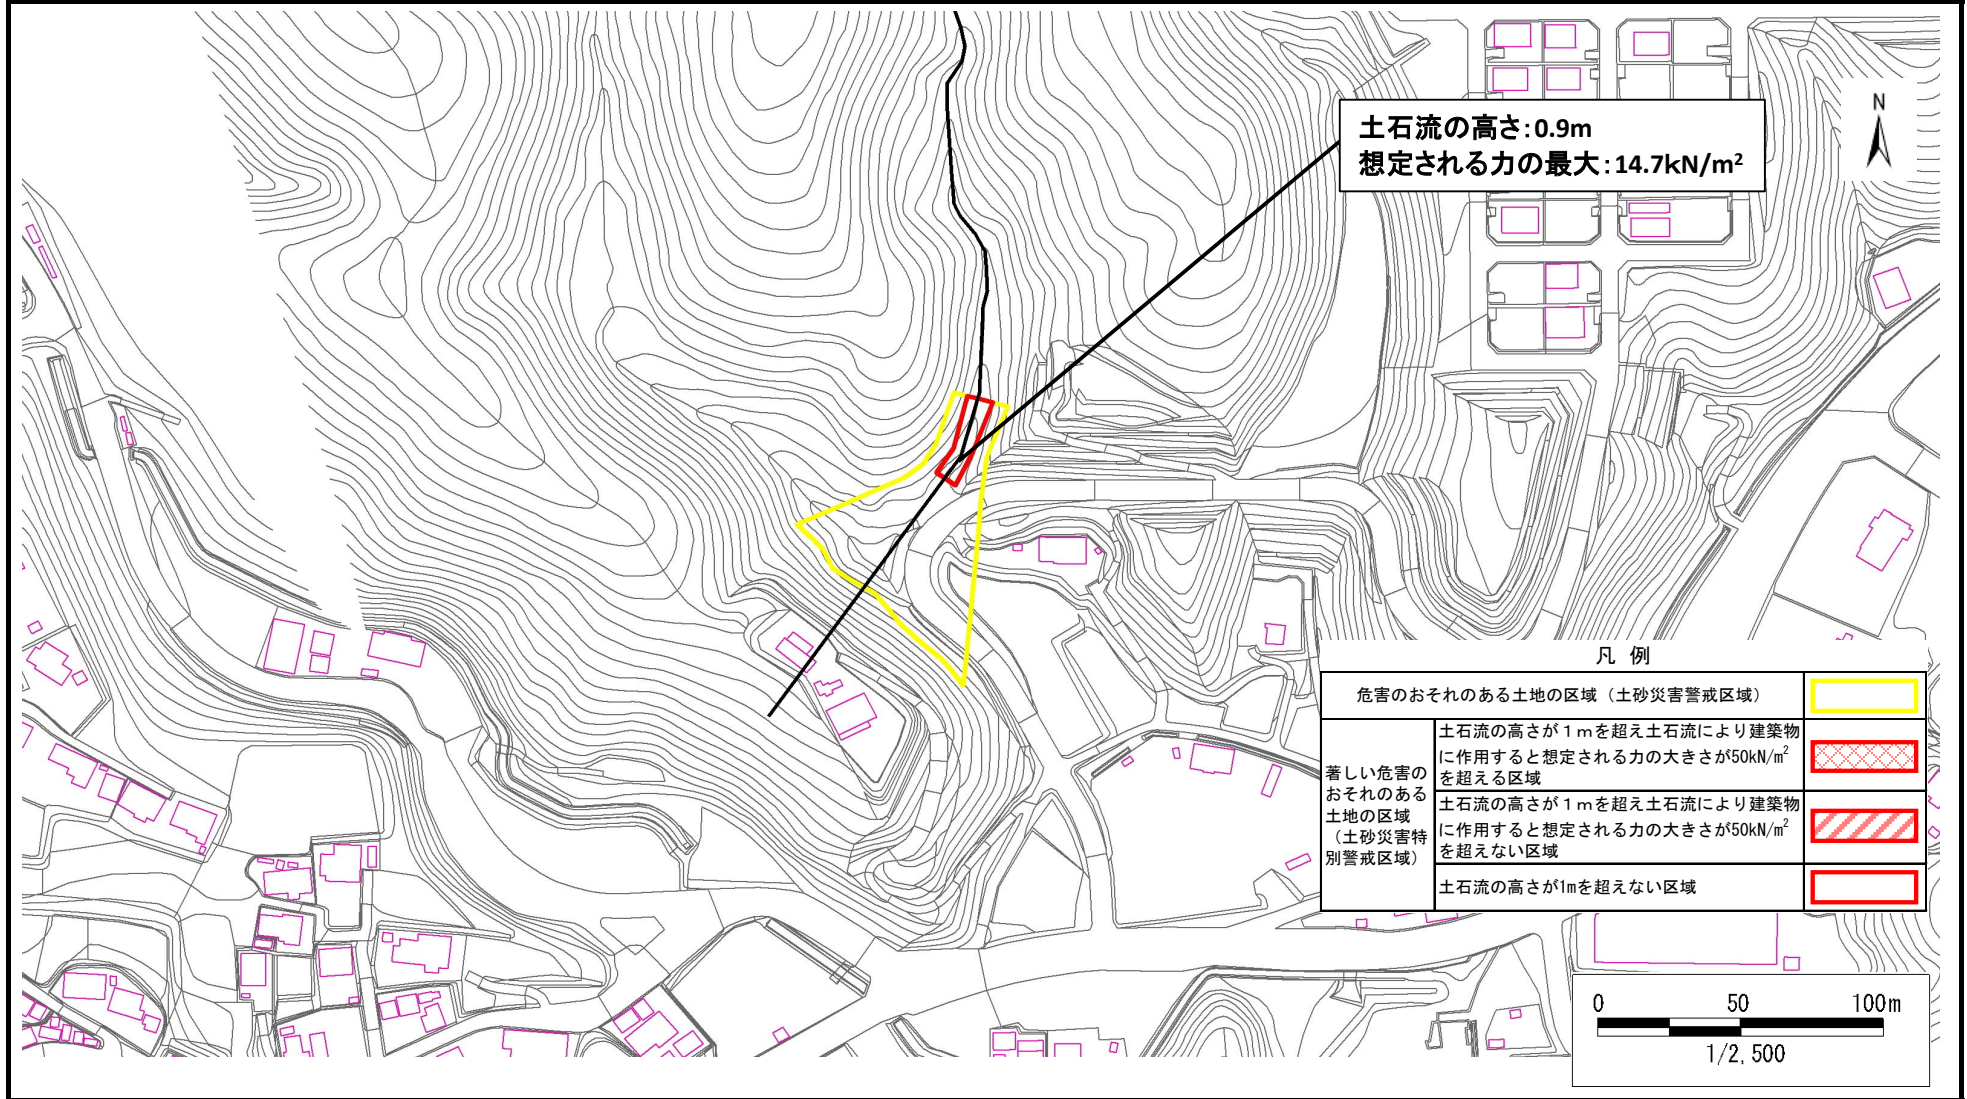 土石流の高さ:0.9m
想定される力の最大:14.7kN/m²
N
凡 例
危害のおそれのある土地の区域（土砂災害警戒区域）
著しい危害の
おそれのある
土地の区域
（土砂災害特
別警戒区域）
土石流の高さが１ｍを超え土石流により建築物
に作用すると想定される力の大きさが50kN/m²
を超える区域
土石流の高さが１ｍを超え土石流により建築物
に作用すると想定される力の大きさが50kN/m²
を超えない区域
土石流の高さが1mを超えない区域
0 50 100m
1/2,500